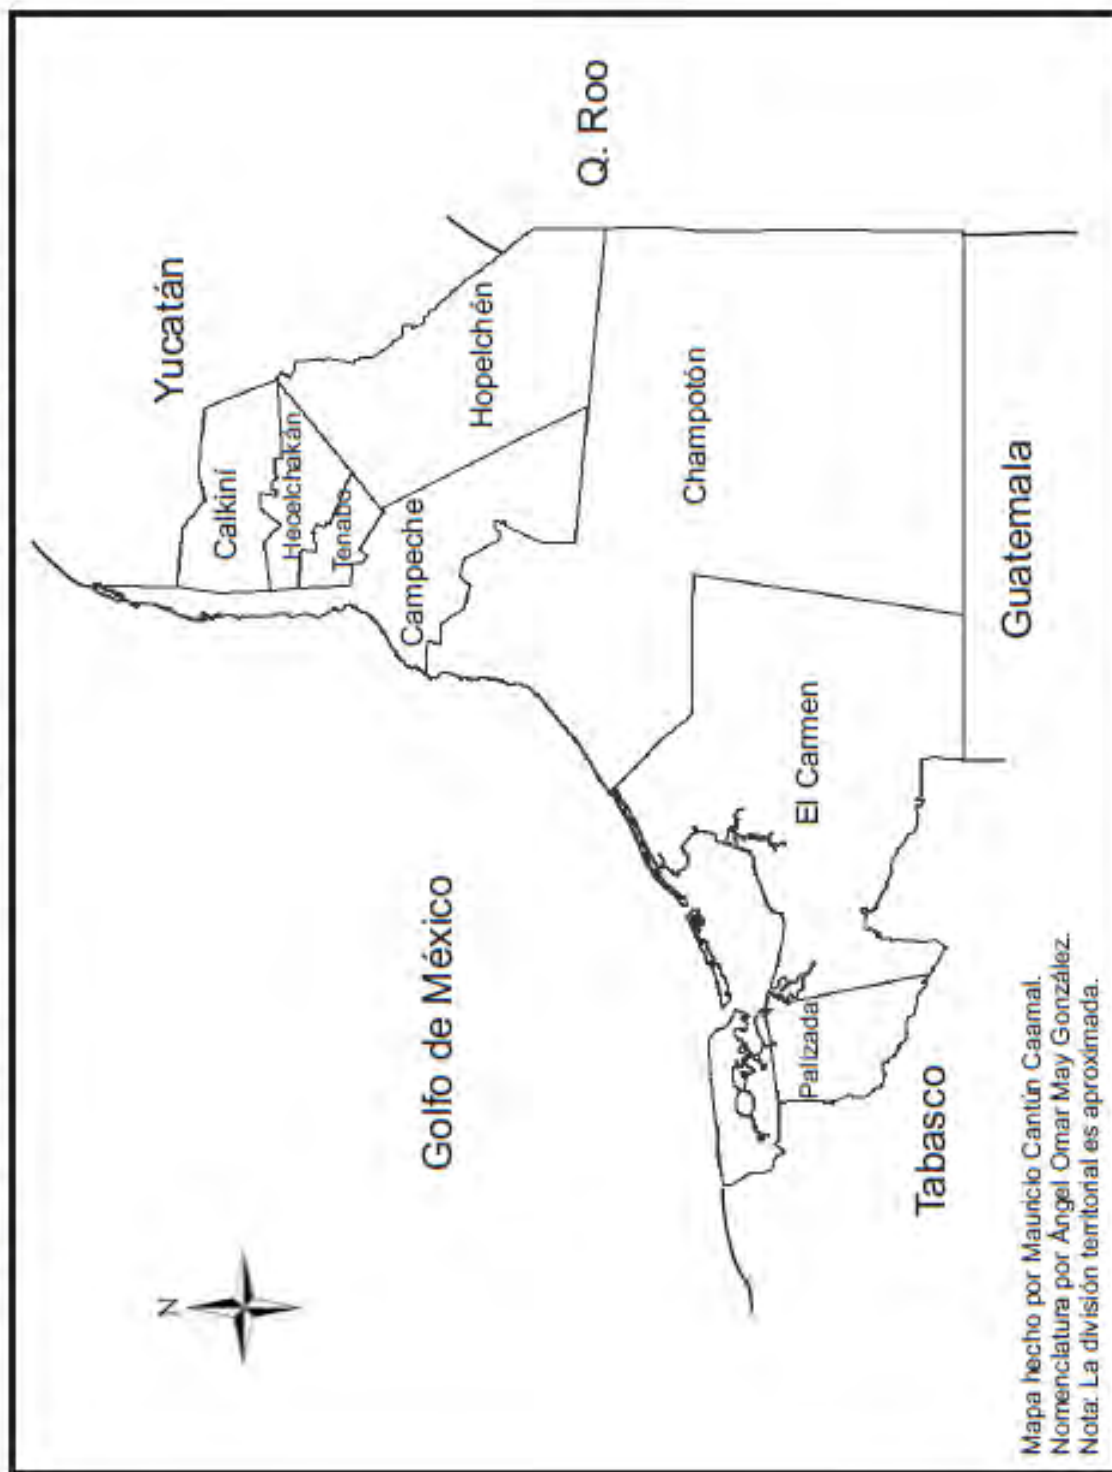 N
Yucatán
Q. Roo
Calkiní
Hecelchakán
Tenabo
Campeche
Hopelchén
Golfo de México
Champotón
El Carmen
Palizada
Tabasco
Guatemala
Mapa hecho por Mauricio Cantún Caamal.
Nomenclatura por Ángel Omar May González.
Nota: La división territorial es aproximada.